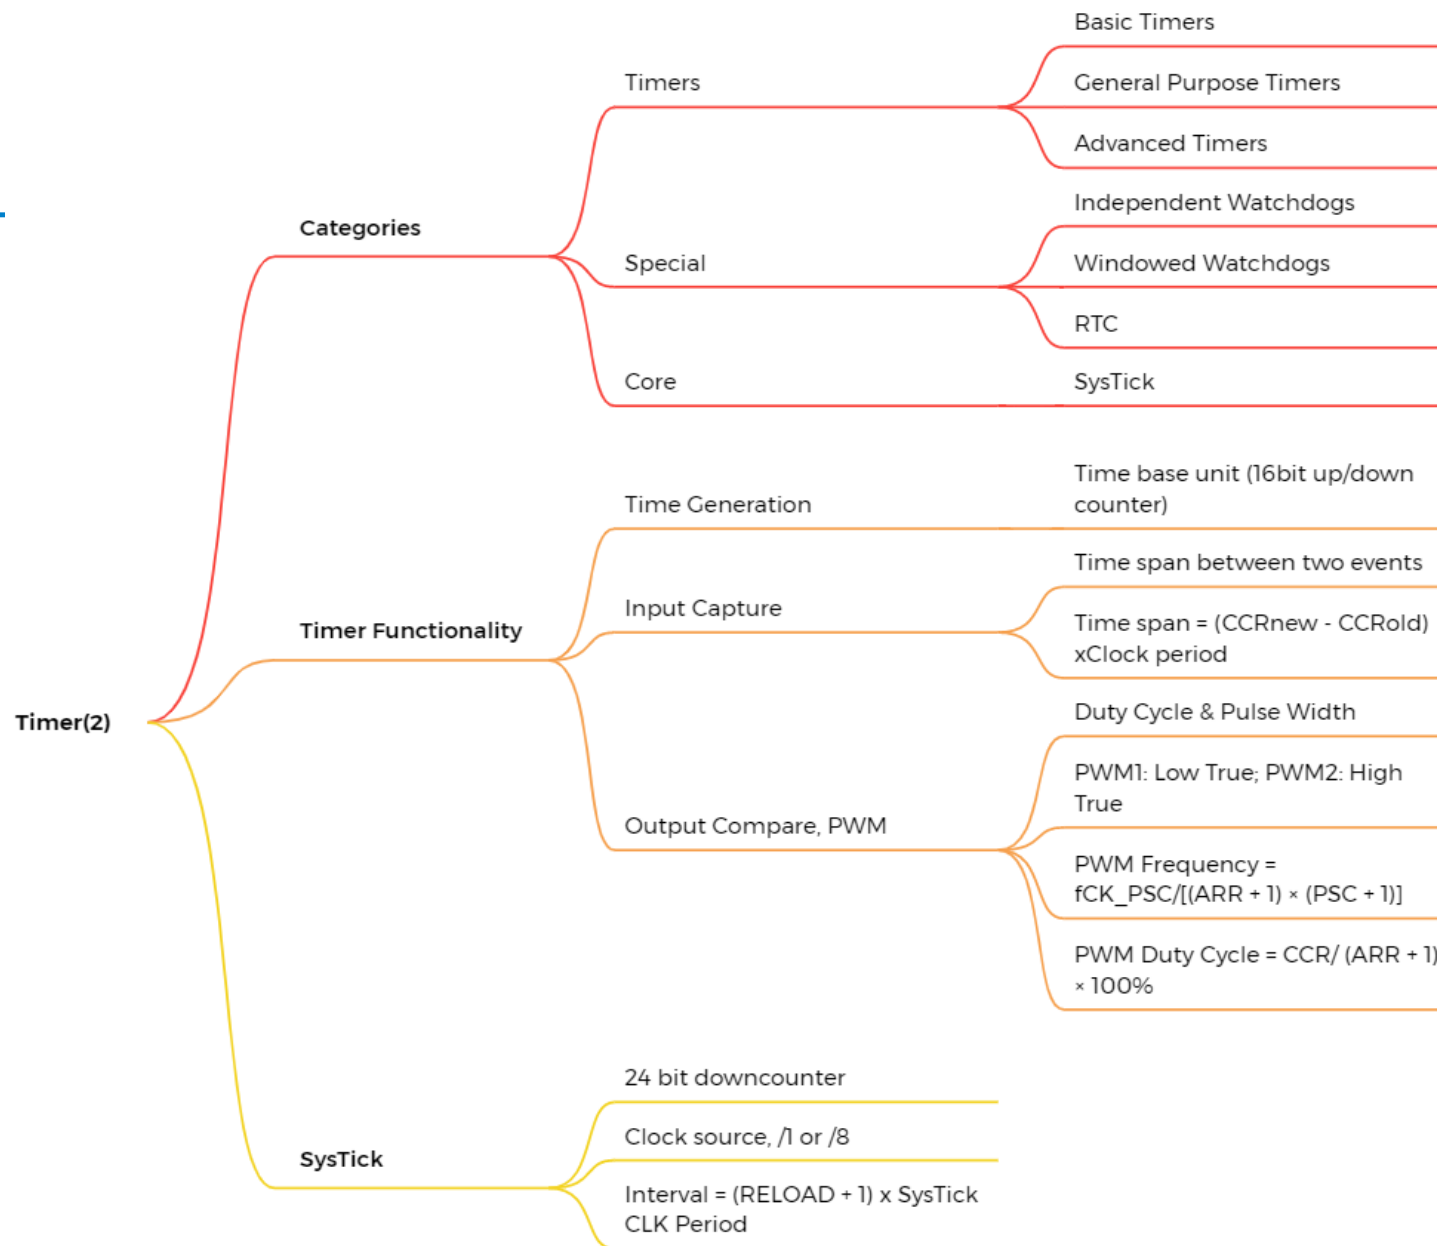 Basic Timers
Timers
General Purpose Timers
Advanced Timers
Independent Watchdogs
Categories
Special
Windowed Watchdogs
RTC
Core
SysTick
Time base unit (16bit up/down
counter)
Time Generation
Time span between two events
Input Capture
Time span = (CCRnew - CCRold)
xClock period
Timer Functionality
Duty Cycle & Pulse Width
Timer(2)
PWM1: Low True; PWM2: High
True
Output Compare, PWM
PWM Frequency =
fCK_PSC/[(ARR + 1) × (PSC + 1)]
PWM Duty Cycle = CCR/ (ARR + 1)
× 100%
24 bit downcounter
Clock source, /1 or /8
SysTick
Interval = (RELOAD + 1) x SysTick
CLK Period